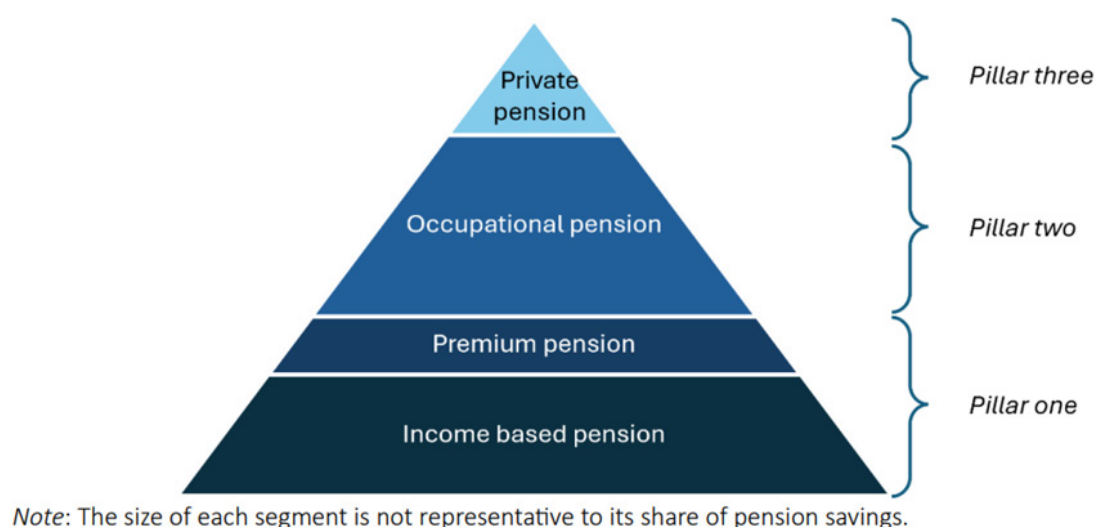 Private
pension
Pillar three
Occupational pension
Pillar two
Premium pension
Income based pension
Pillar one
Note: The size of each segment is not representative to its share of pension savings.